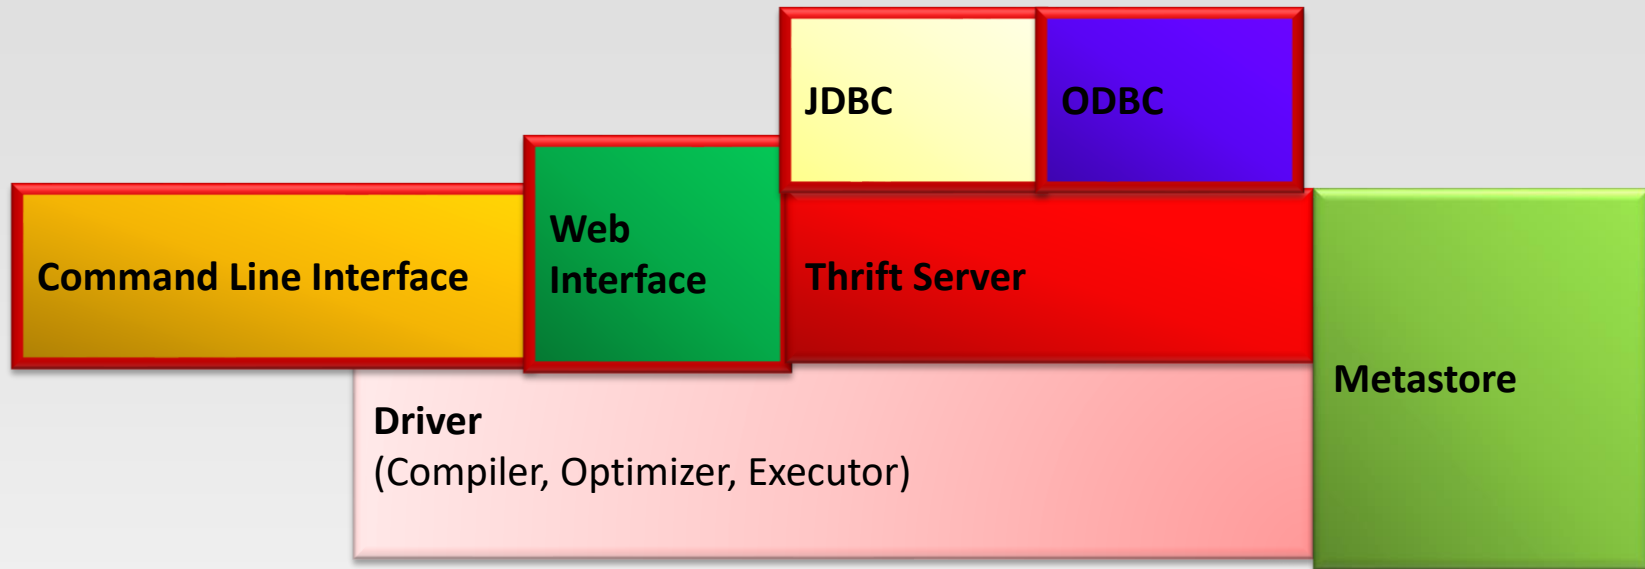 JDBC
ODBC
Command Line Interface
Web
Interface
Thrift Server
Metastore
Driver
(Compiler, Optimizer, Executor)